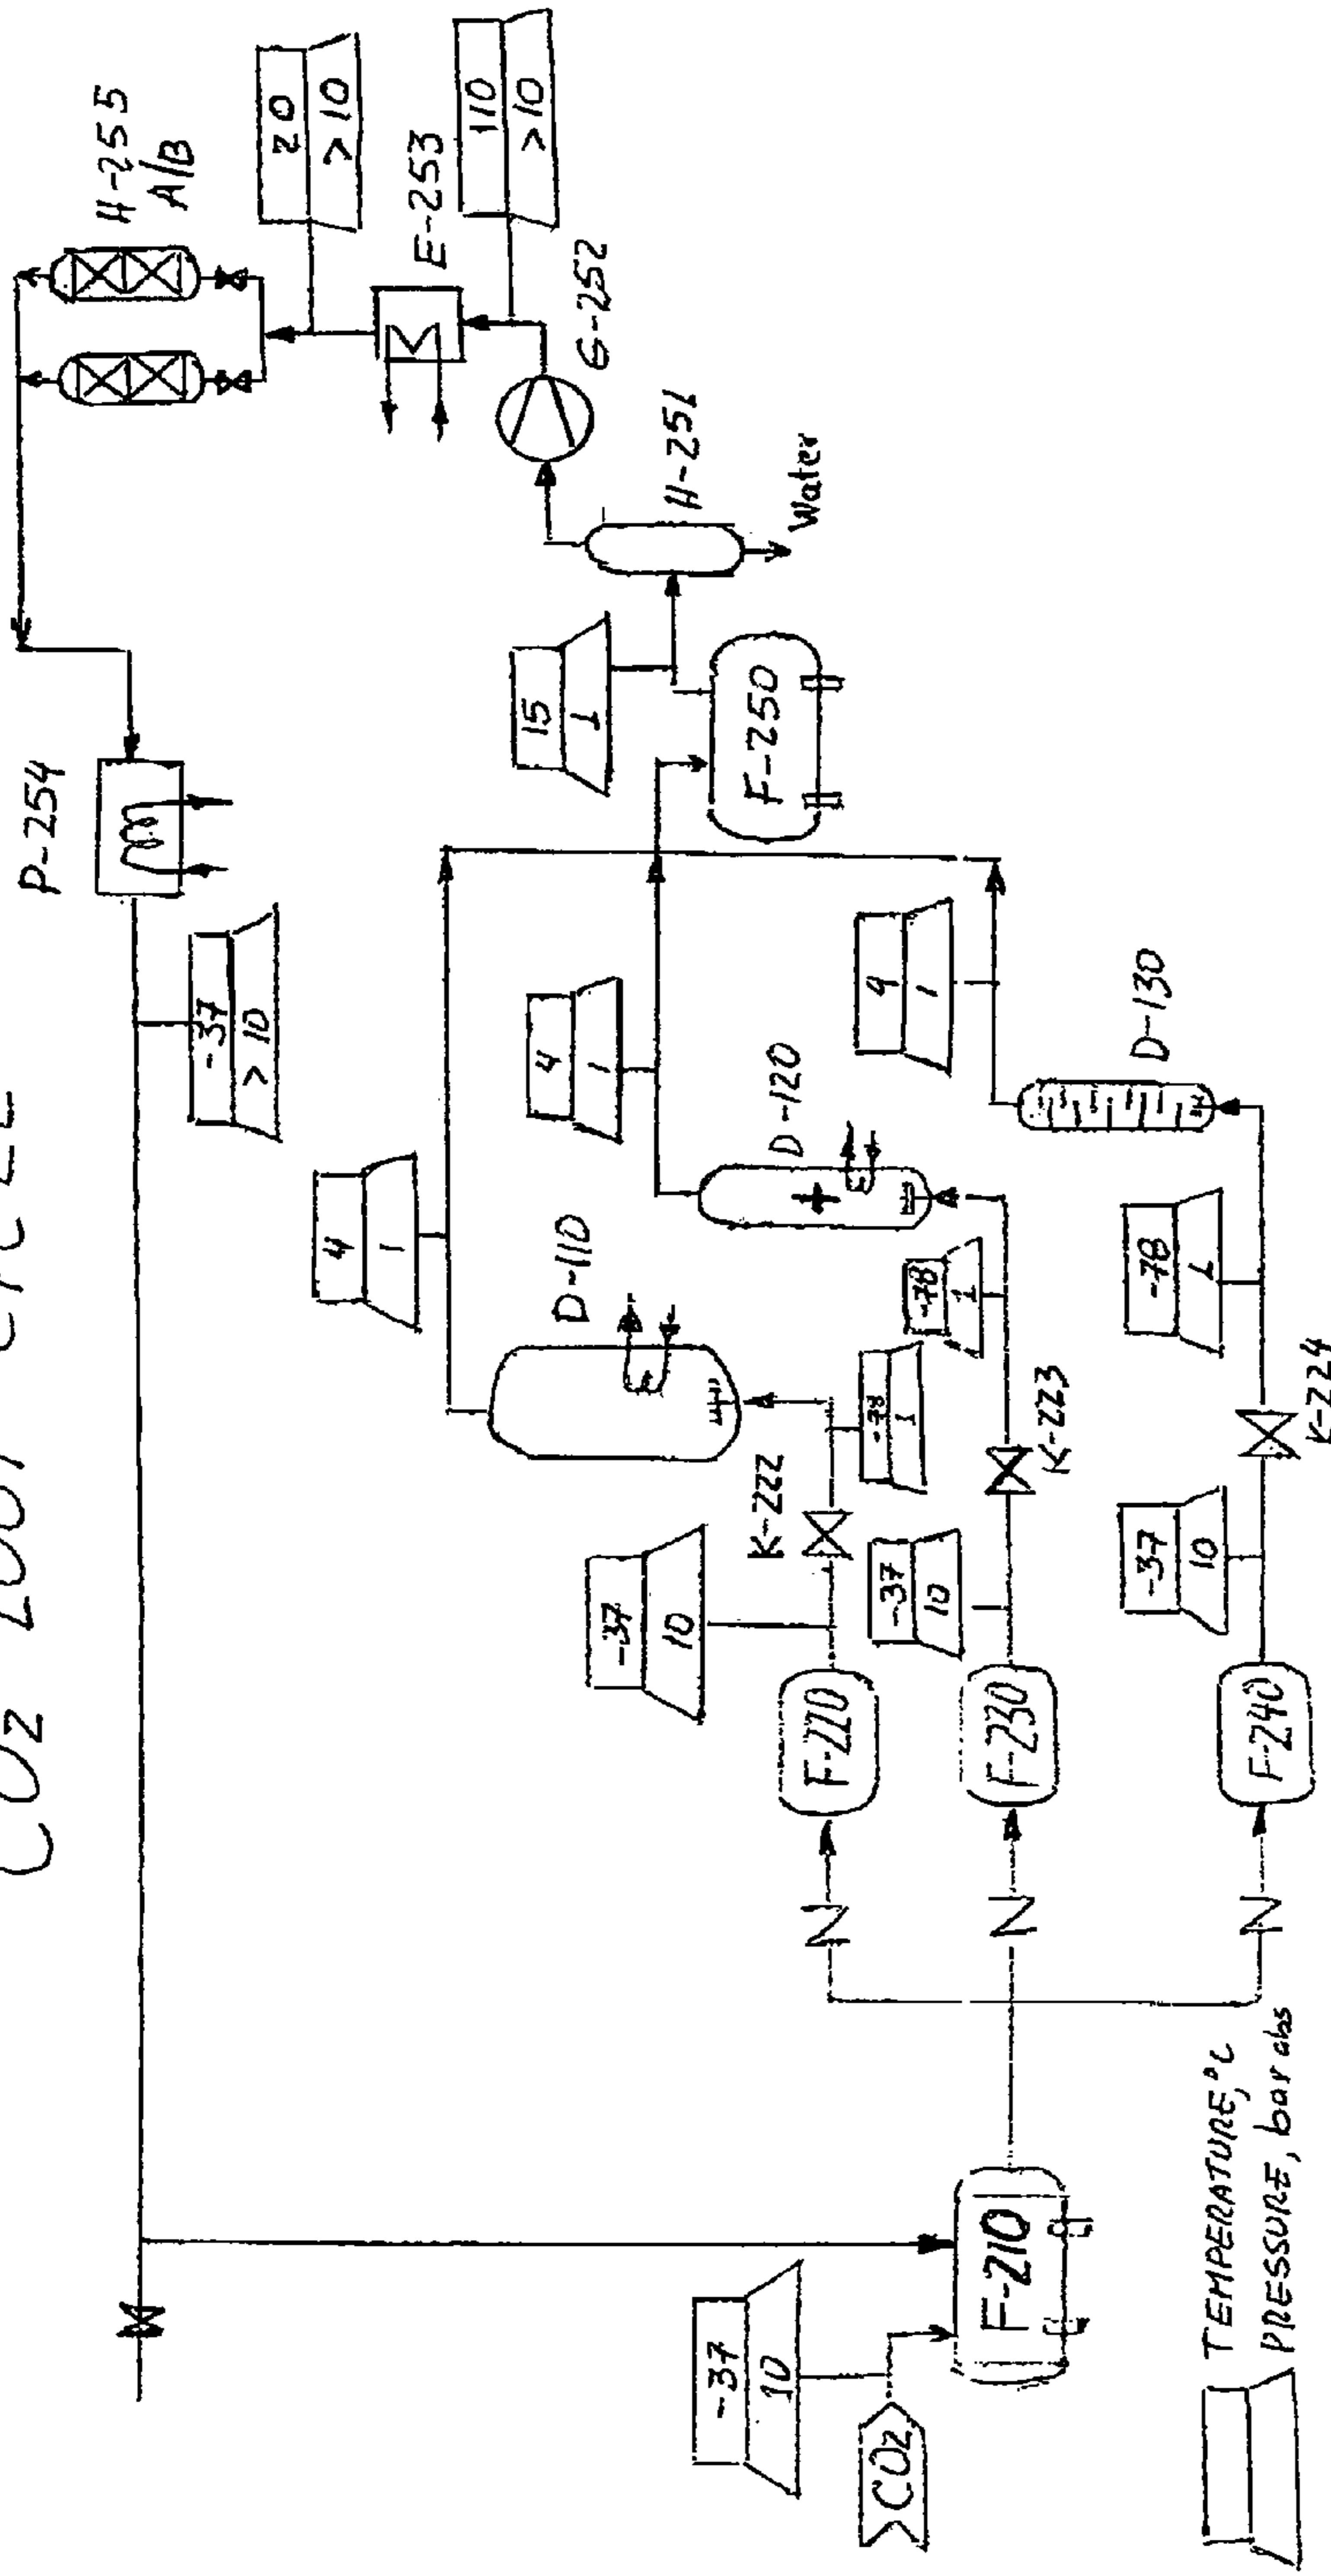 CO2 LOOP CYCLE
P-254
-37
>10
H-255
A/B
20
>10
E-253
110
>10
G-252
H-251
Water
15
1
F-250
4
1
4
1
4
1
D-110
D-120
D-130
-78
1
-78
1
-78
1
K-222
K-223
K-224
-37
10
-37
10
-37
10
F-220
F-230
F-240
N
N
N
-37
10
CO2
F-210
TEMPERATURE, °C
PRESSURE, bar abs